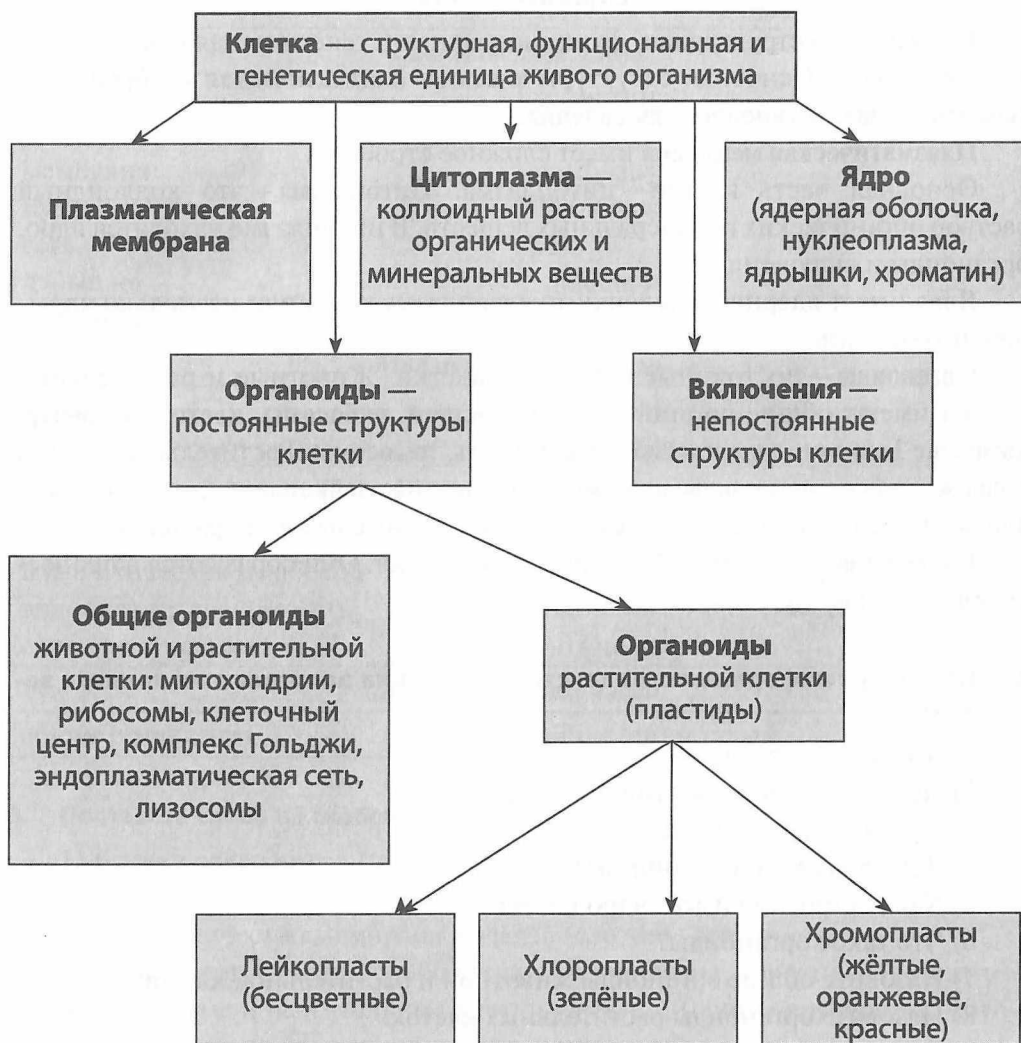 Клетка — структурная, функциональная и
генетическая единица живого организма
Плазматическая
мембрана
Цитоплазма —
коллоидный раствор
органических и
минеральных веществ
Ядро
(ядерная оболочка,
нуклеоплазма,
ядрышки, хроматин)
Органоиды —
постоянные структуры
клетки
Включения —
непостоянные
структуры клетки
Общие органоиды
животной и растительной
клетки: митохондрии,
рибосомы, клеточный
центр, комплекс Гольджи,
эндоплазматическая сеть,
лизосомы
Органоиды
растительной клетки
(пластиды)
Лейкопласты
(бесцветные)
Хлоропласты
(зелёные)
Хромопласты
(жёлтые,
оранжевые,
красные)